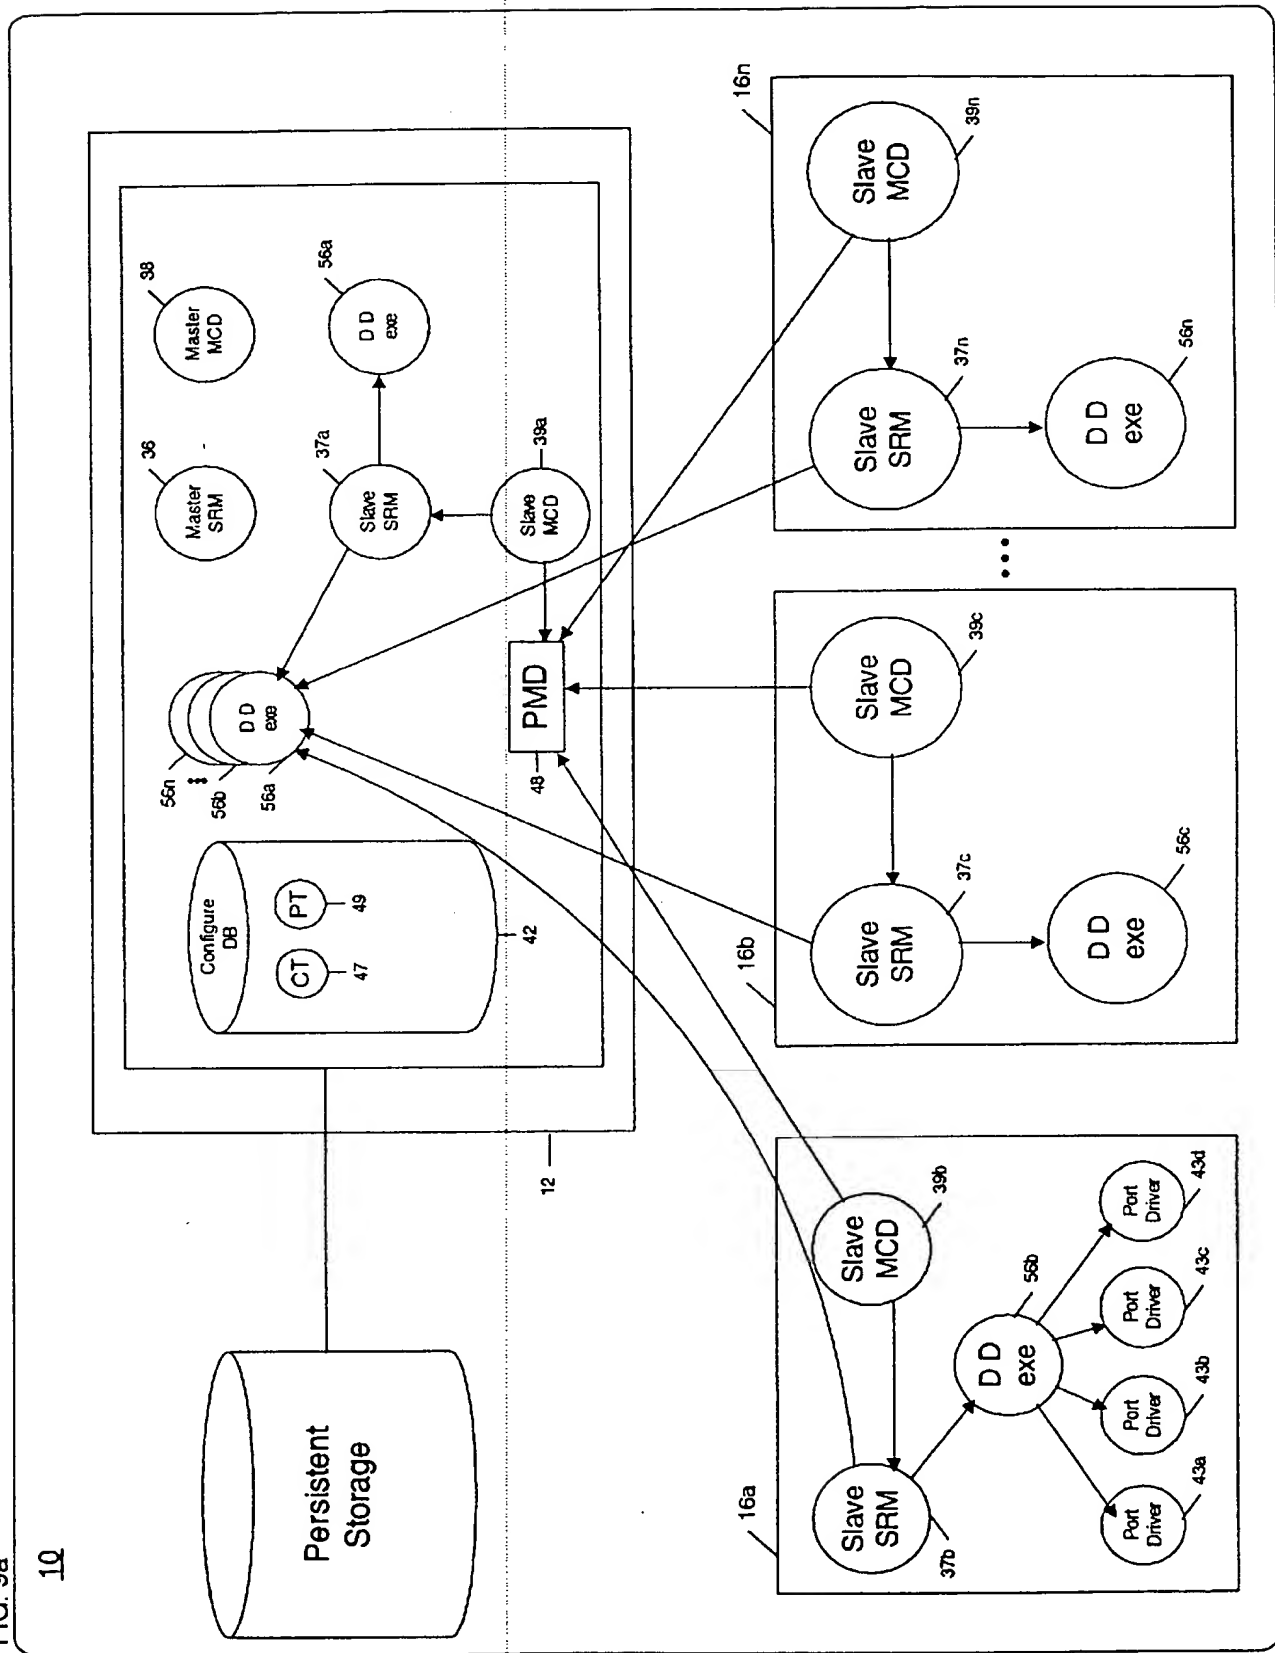 FIG. 9a
10
Persistent
Storage
12
Configure
DB
CT
PT
47
49
42
56n
56b
56a
D D
exe
Master
SRM
36
Master
MCD
38
Slave
SRM
37a
D D
exe
56a
Slave
MCD
39a
PMD
48
16a
Slave
SRM
37b
Slave
MCD
39b
D D
exe
56b
Port
Driver
43a
Port
Driver
43b
Port
Driver
43c
Port
Driver
43d
16b
Slave
SRM
37c
Slave
MCD
39c
D D
exe
56c
16n
Slave
SRM
37n
Slave
MCD
39n
D D
exe
56n